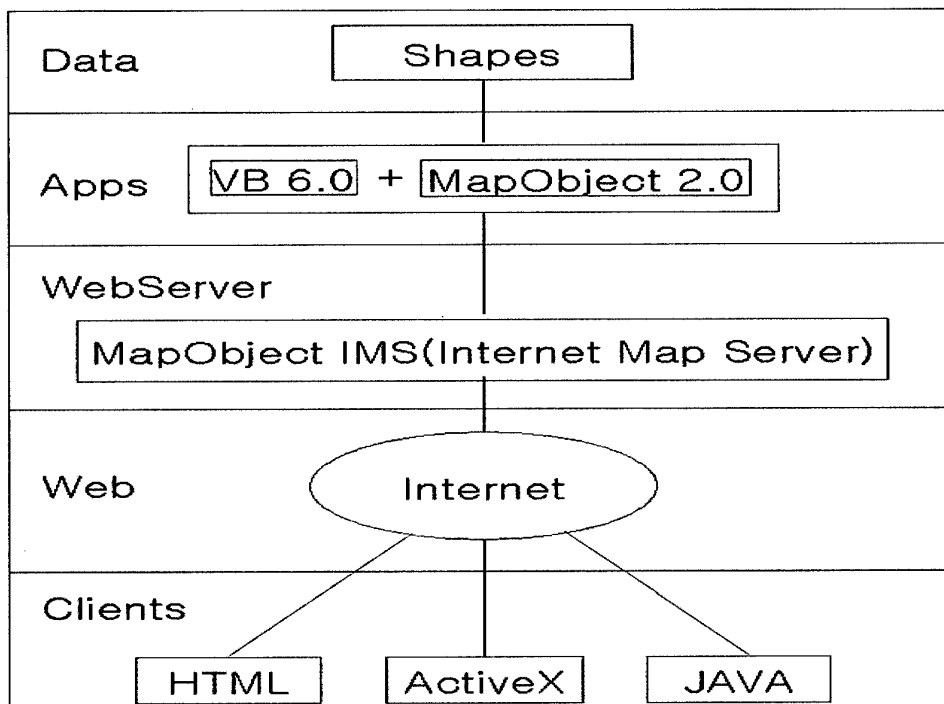 Data
Shapes
Apps
VB 6.0 + MapObject 2.0
WebServer
MapObject IMS(Internet Map Server)
Web
Internet
Clients
HTML
ActiveX
JAVA